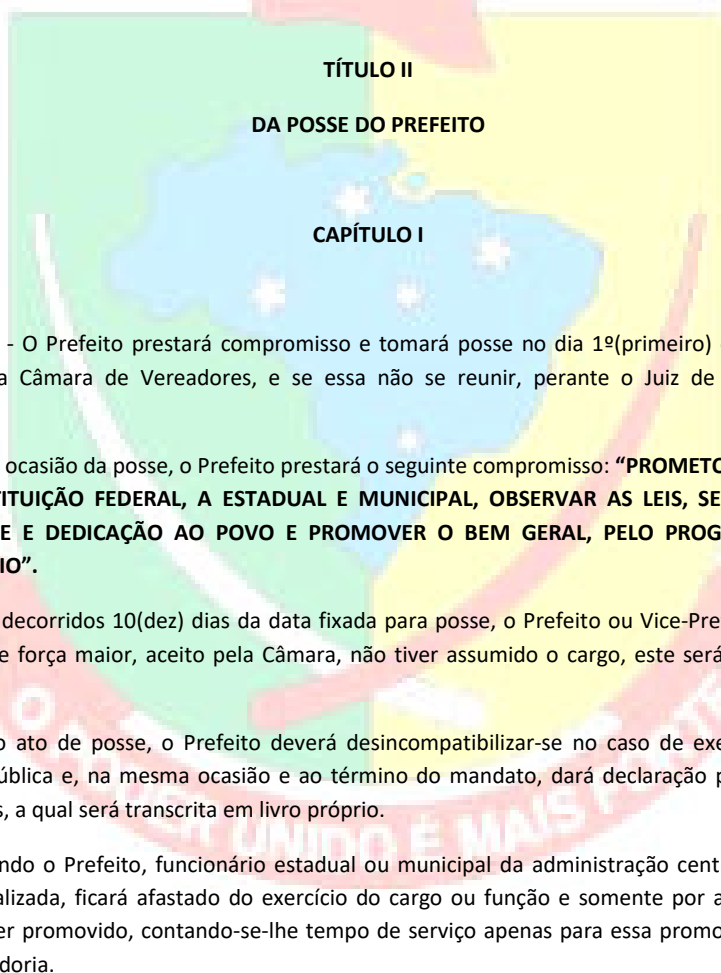 TÍTULO II
DA POSSE DO PREFEITO
CAPÍTULO I
- O Prefeito prestará compromisso e tomará posse no dia 1º(primeiro)
a Câmara de Vereadores, e se essa não se reunir, perante o Juiz de
ocasião da posse, o Prefeito prestará o seguinte compromisso: “PROMETO
TITUIÇÃO FEDERAL, A ESTADUAL E MUNICIPAL, OBSERVAR AS LEIS, SE
E E DEDICAÇÃO AO POVO E PROMOVER O BEM GERAL, PELO PROG
IO”.
decorridos 10(dez) dias da data fixada para posse, o Prefeito ou Vice-Pre
e força maior, aceito pela Câmara, não tiver assumido o cargo, este será
o ato de posse, o Prefeito deverá desincompatibilizar-se no caso de exe
ública e, na mesma ocasião e ao término do mandato, dará declaração p
s, a qual será transcrita em livro próprio.
ndo o Prefeito, funcionário estadual ou municipal da administração cent
alizada, ficará afastado do exercício do cargo ou função e somente por a
er promovido, contando-se-lhe tempo de serviço apenas para essa promo
doria.
O PODER UNIDO É MAIS FORTE